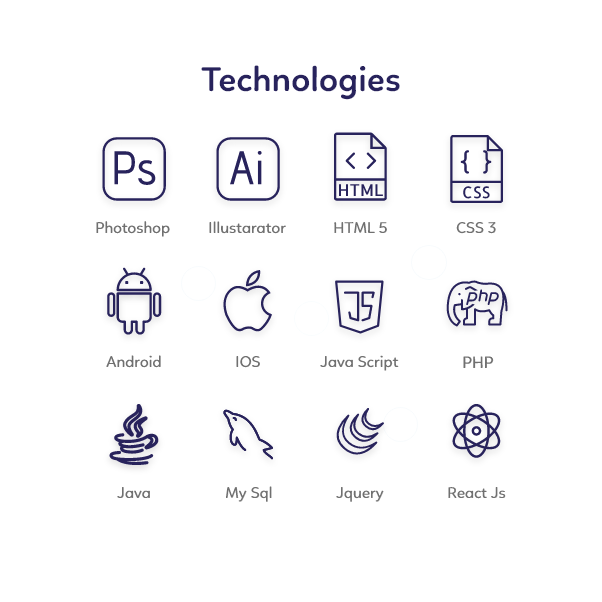 Technologies
Ps Ai < > { }
HTML CSS
Photoshop Illustarator HTML 5 CSS 3
JS php
Android IOS Java Script PHP
Java My Sql Jquery React Js